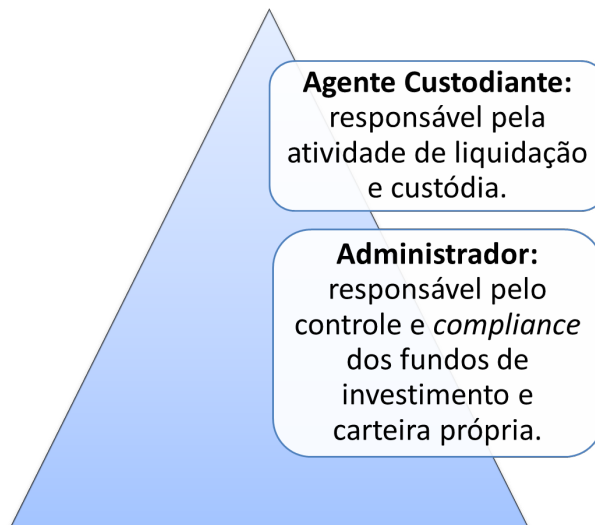 Agente Custodiante:
responsável pela
atividade de liquidação
e custódia.
Administrador:
responsável pelo
controle e compliance
dos fundos de
investimento e
carteira própria.